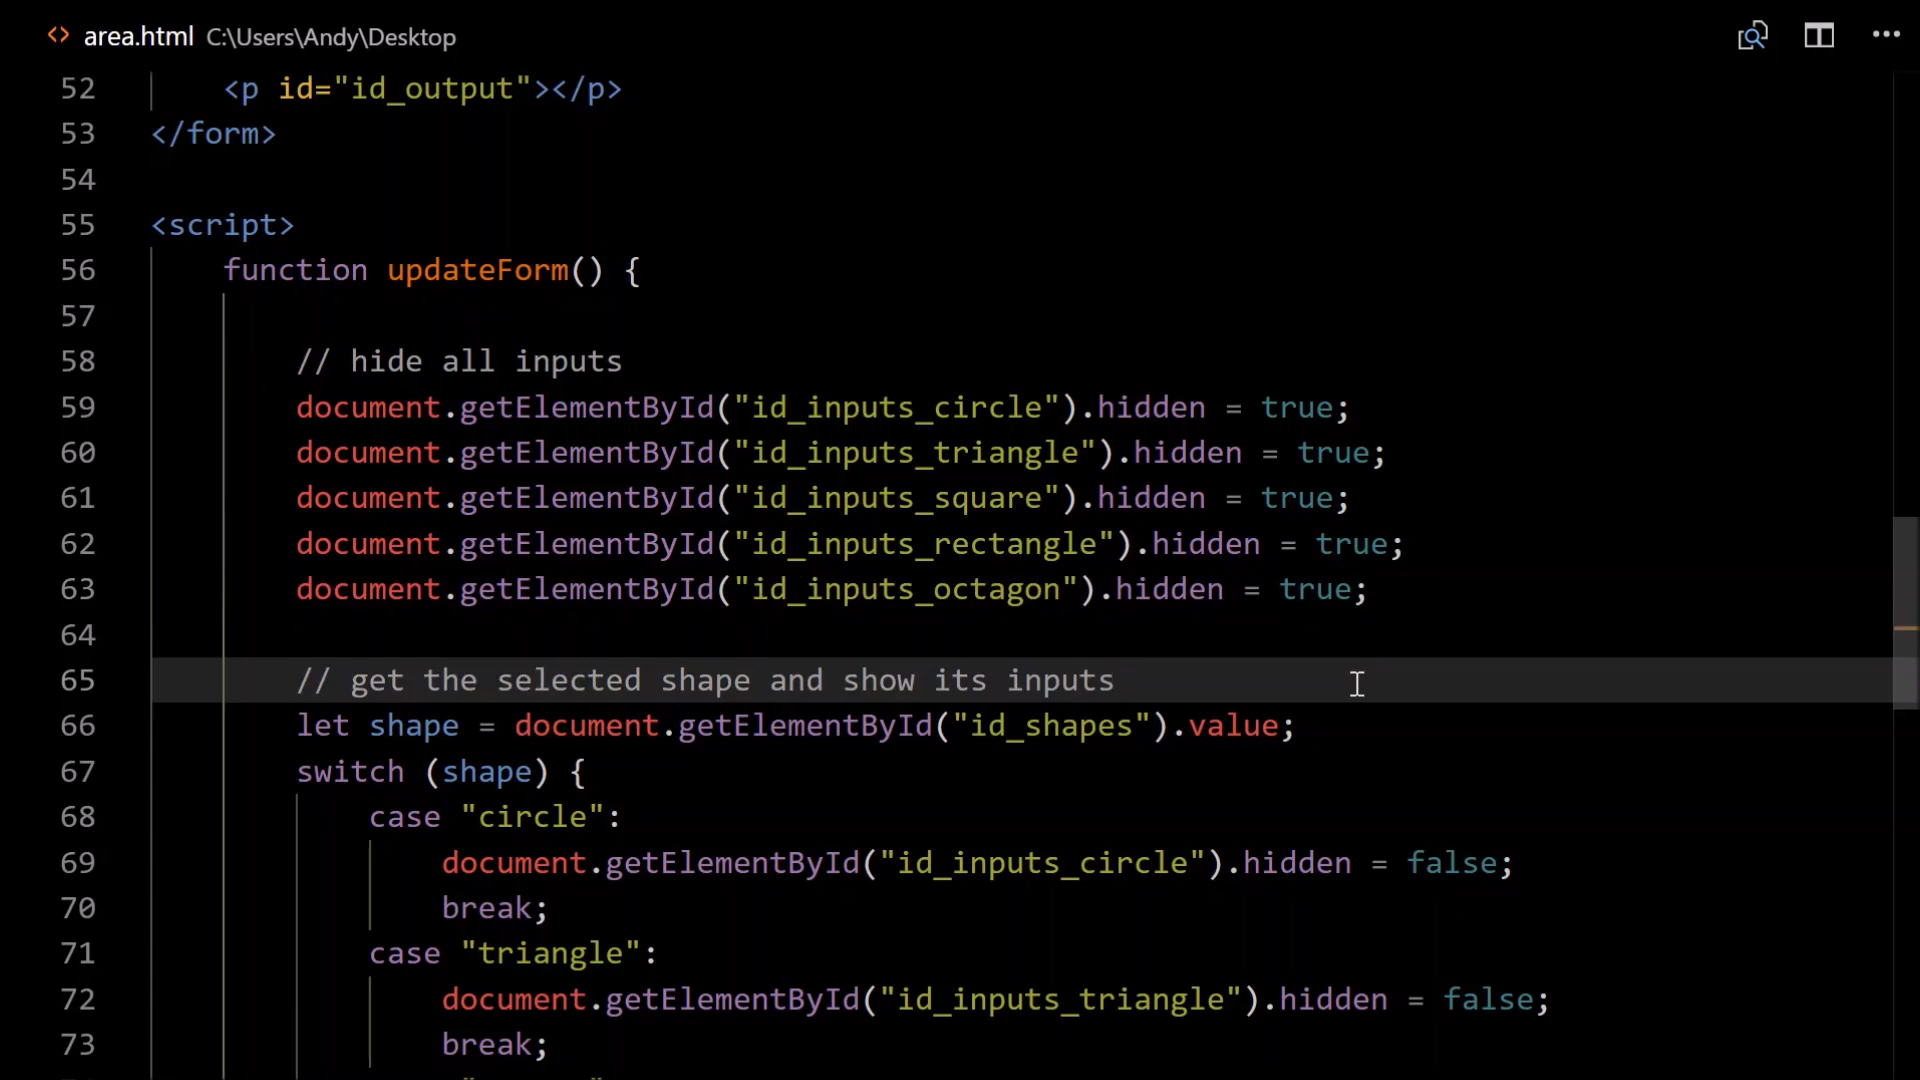 area.html C:\Users\Andy\Desktop
52 <p id="id_output"></p>
53 </form>
54
55 <script>
56 function updateForm() {
57
58 // hide all inputs
59 document.getElementById("id_inputs_circle").hidden = true;
60 document.getElementById("id_inputs_triangle").hidden = true;
61 document.getElementById("id_inputs_square").hidden = true;
62 document.getElementById("id_inputs_rectangle").hidden = true;
63 document.getElementById("id_inputs_octagon").hidden = true;
64
65 // get the selected shape and show its inputs
66 let shape = document.getElementById("id_shapes").value;
67 switch (shape) {
68 case "circle":
69 document.getElementById("id_inputs_circle").hidden = false;
70 break;
71 case "triangle":
72 document.getElementById("id_inputs_triangle").hidden = false;
73 break;